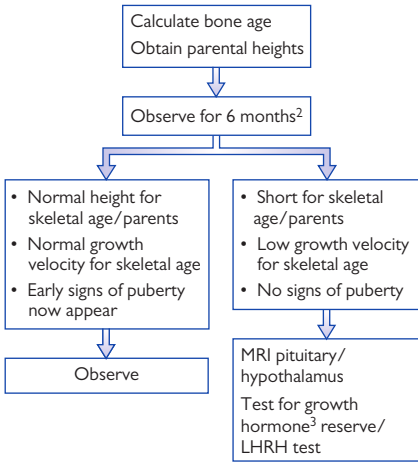 Calculate bone age
Obtain parental heights
Observe for 6 months²
• Normal height for
skeletal age/parents
• Normal growth
velocity for skeletal age
• Early signs of puberty
now appear
• Short for skeletal
age/parents
• Low growth velocity
for skeletal age
• No signs of puberty
Observe
MRI pituitary/
hypothalamus
Test for growth
hormone³ reserve/
LHRH test